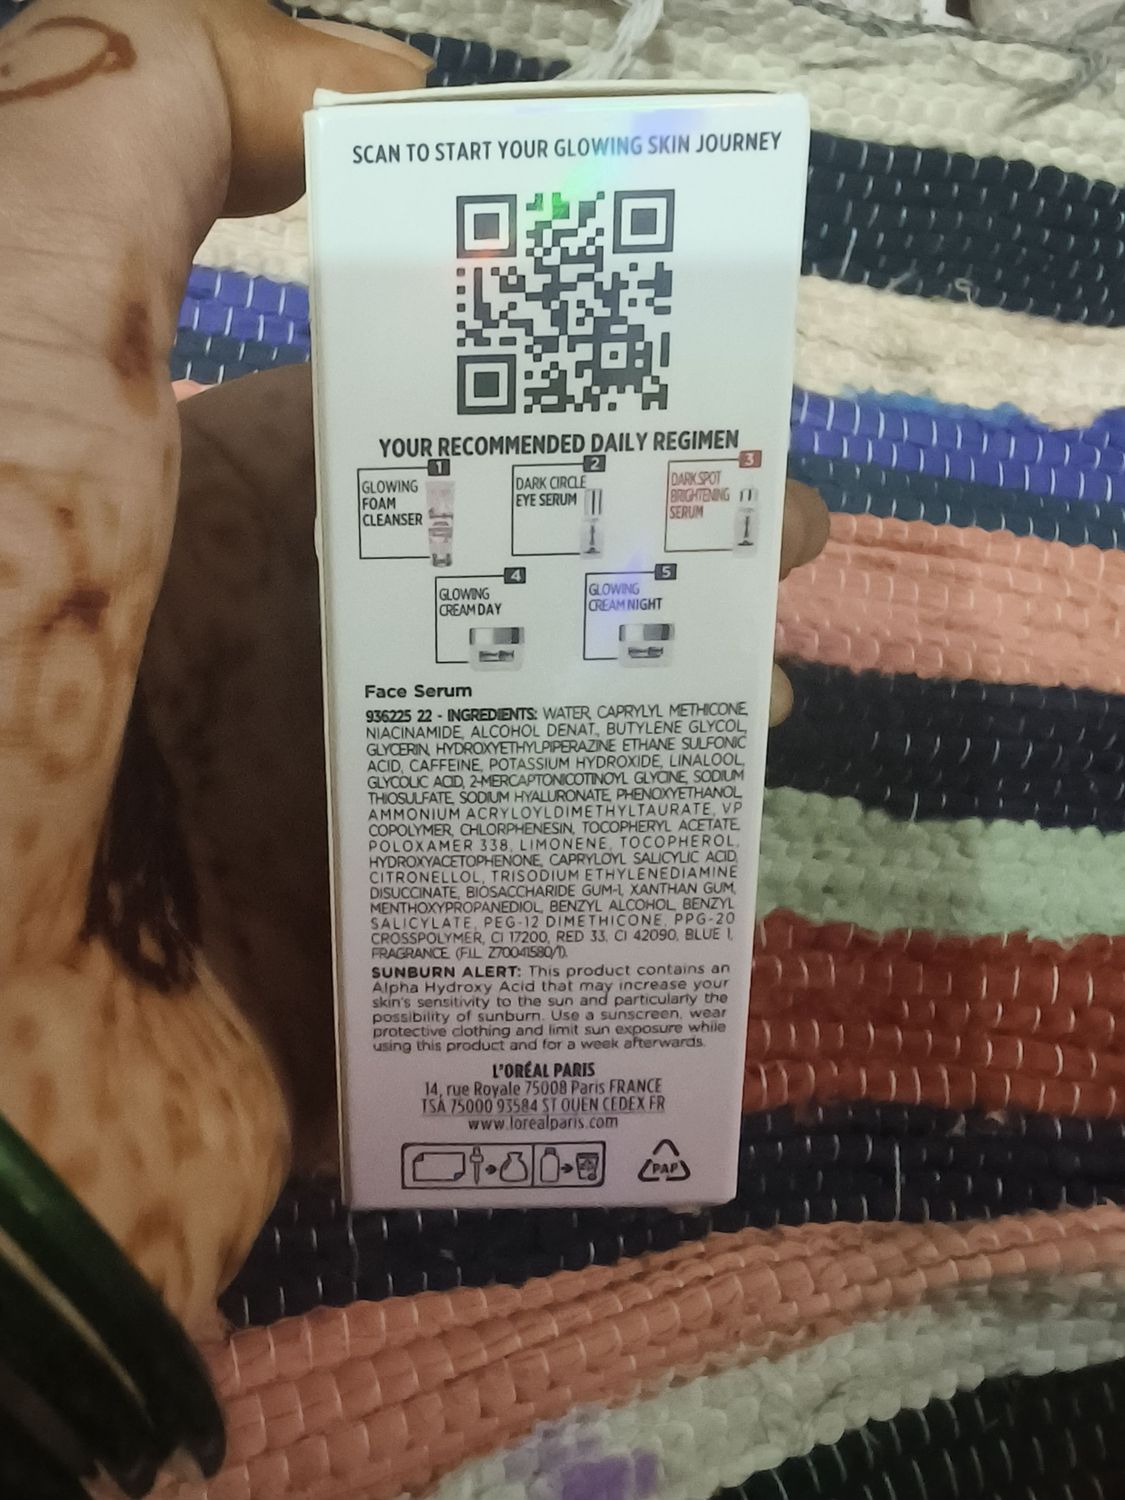 SCAN TO START YOUR GLOWING SKIN JOURNEY
YOUR RECOMMENDED DAILY REGIMEN
1
GLOWING
FOAM
CLEANSER
2
DARK CIRCLE
EYE SERUM
3
DARK SPOT
BRIGHTENING
SERUM
4
GLOWING
CREAM DAY
5
GLOWING
CREAM NIGHT
Face Serum
936225 22 - INGREDIENTS: WATER, CAPRYLYL METHICONE,
NIACINAMIDE, ALCOHOL DENAT., BUTYLENE GLYCOL,
GLYCERIN, HYDROXYETHYLPIPERAZINE ETHANE SULFONIC
ACID, CAFFEINE, POTASSIUM HYDROXIDE, LINALOOL,
GLYCOLIC ACID, 2-MERCAPTONICOTINOYL GLYCINE, SODIUM
THIOSULFATE, SODIUM HYALURONATE, PHENOXYETHANOL,
AMMONIUM ACRYLOYLDIMETHYLTAURATE, VP
COPOLYMER, CHLORPHENESIN, TOCOPHERYL ACETATE,
POLOXAMER 338, LIMONENE, TOCOPHEROL,
HYDROXYACETOPHENONE, CAPRYLOYL SALICYLIC ACID,
CITRONELLOL, TRISODIUM ETHYLENEDIAMINE
DISUCCINATE, BIOSACCHARIDE GUM-1, XANTHAN GUM,
MENTHOXYPROPANEDIOL, BENZYL ALCOHOL, BENZYL
SALICYLATE, PEG-12 DIMETHICONE, PPG-20
CROSSPOLYMER, CI 17200, RED 33, CI 42090, BLUE 1,
FRAGRANCE. (F.I.L. Z70041580/1).
SUNBURN ALERT: This product contains an
Alpha Hydroxy Acid that may increase your
skin's sensitivity to the sun and particularly the
possibility of sunburn. Use a sunscreen, wear
protective clothing and limit sun exposure while
using this product and for a week afterwards.
L'ORÉAL PARIS
14, rue Royale 75008 Paris FRANCE
TSA 75000 93584 ST OUEN CEDEX FR
www.lorealparis.com
PAP